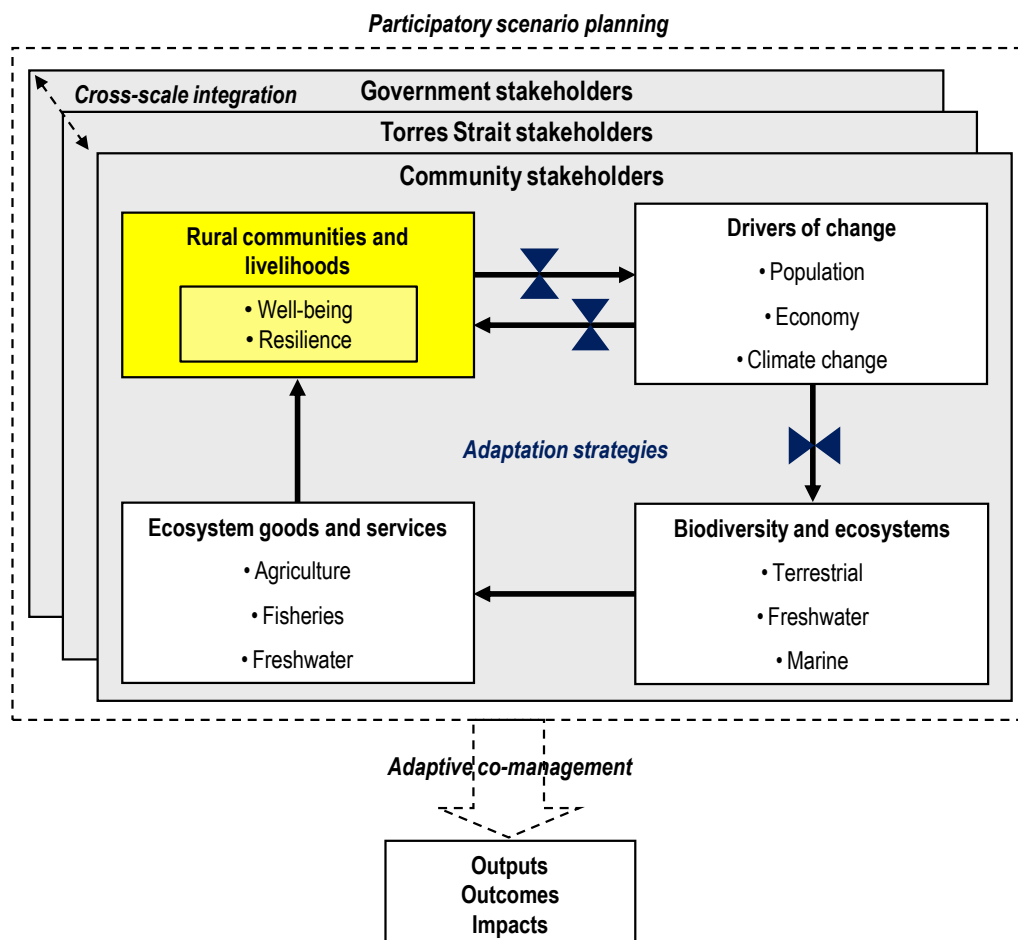 Participatory scenario planning
Cross-scale integration
Government stakeholders
Torres Strait stakeholders
Community stakeholders
Rural communities and
livelihoods
• Well-being
• Resilience
Drivers of change
• Population
• Economy
• Climate change
Adaptation strategies
Ecosystem goods and services
• Agriculture
• Fisheries
• Freshwater
Biodiversity and ecosystems
• Terrestrial
• Freshwater
• Marine
Adaptive co-management
Outputs
Outcomes
Impacts